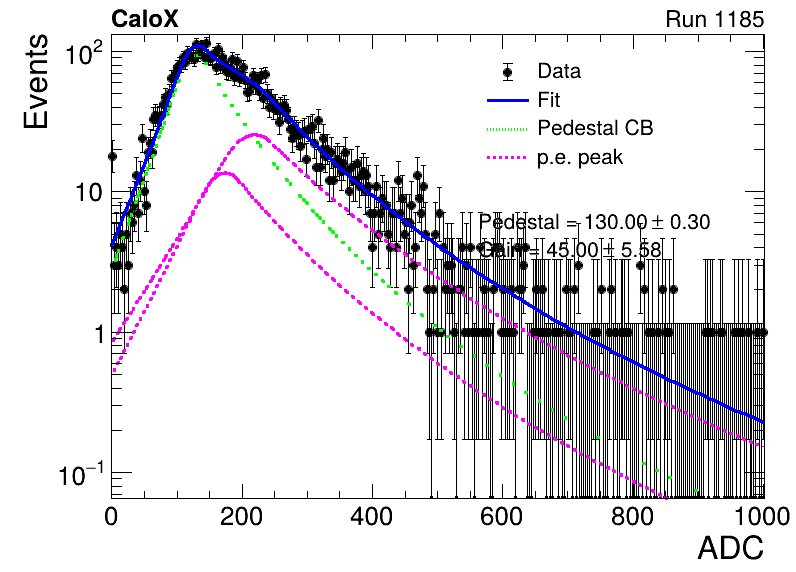 CaloX Run 1185
Events
10²
10
1
10⁻¹
Data
Fit
Pedestal CB
p.e. peak
Pedestal = 130.00 ± 0.30
Gain = 45.00 ± 5.58
0 200 400 600 800 1000
ADC